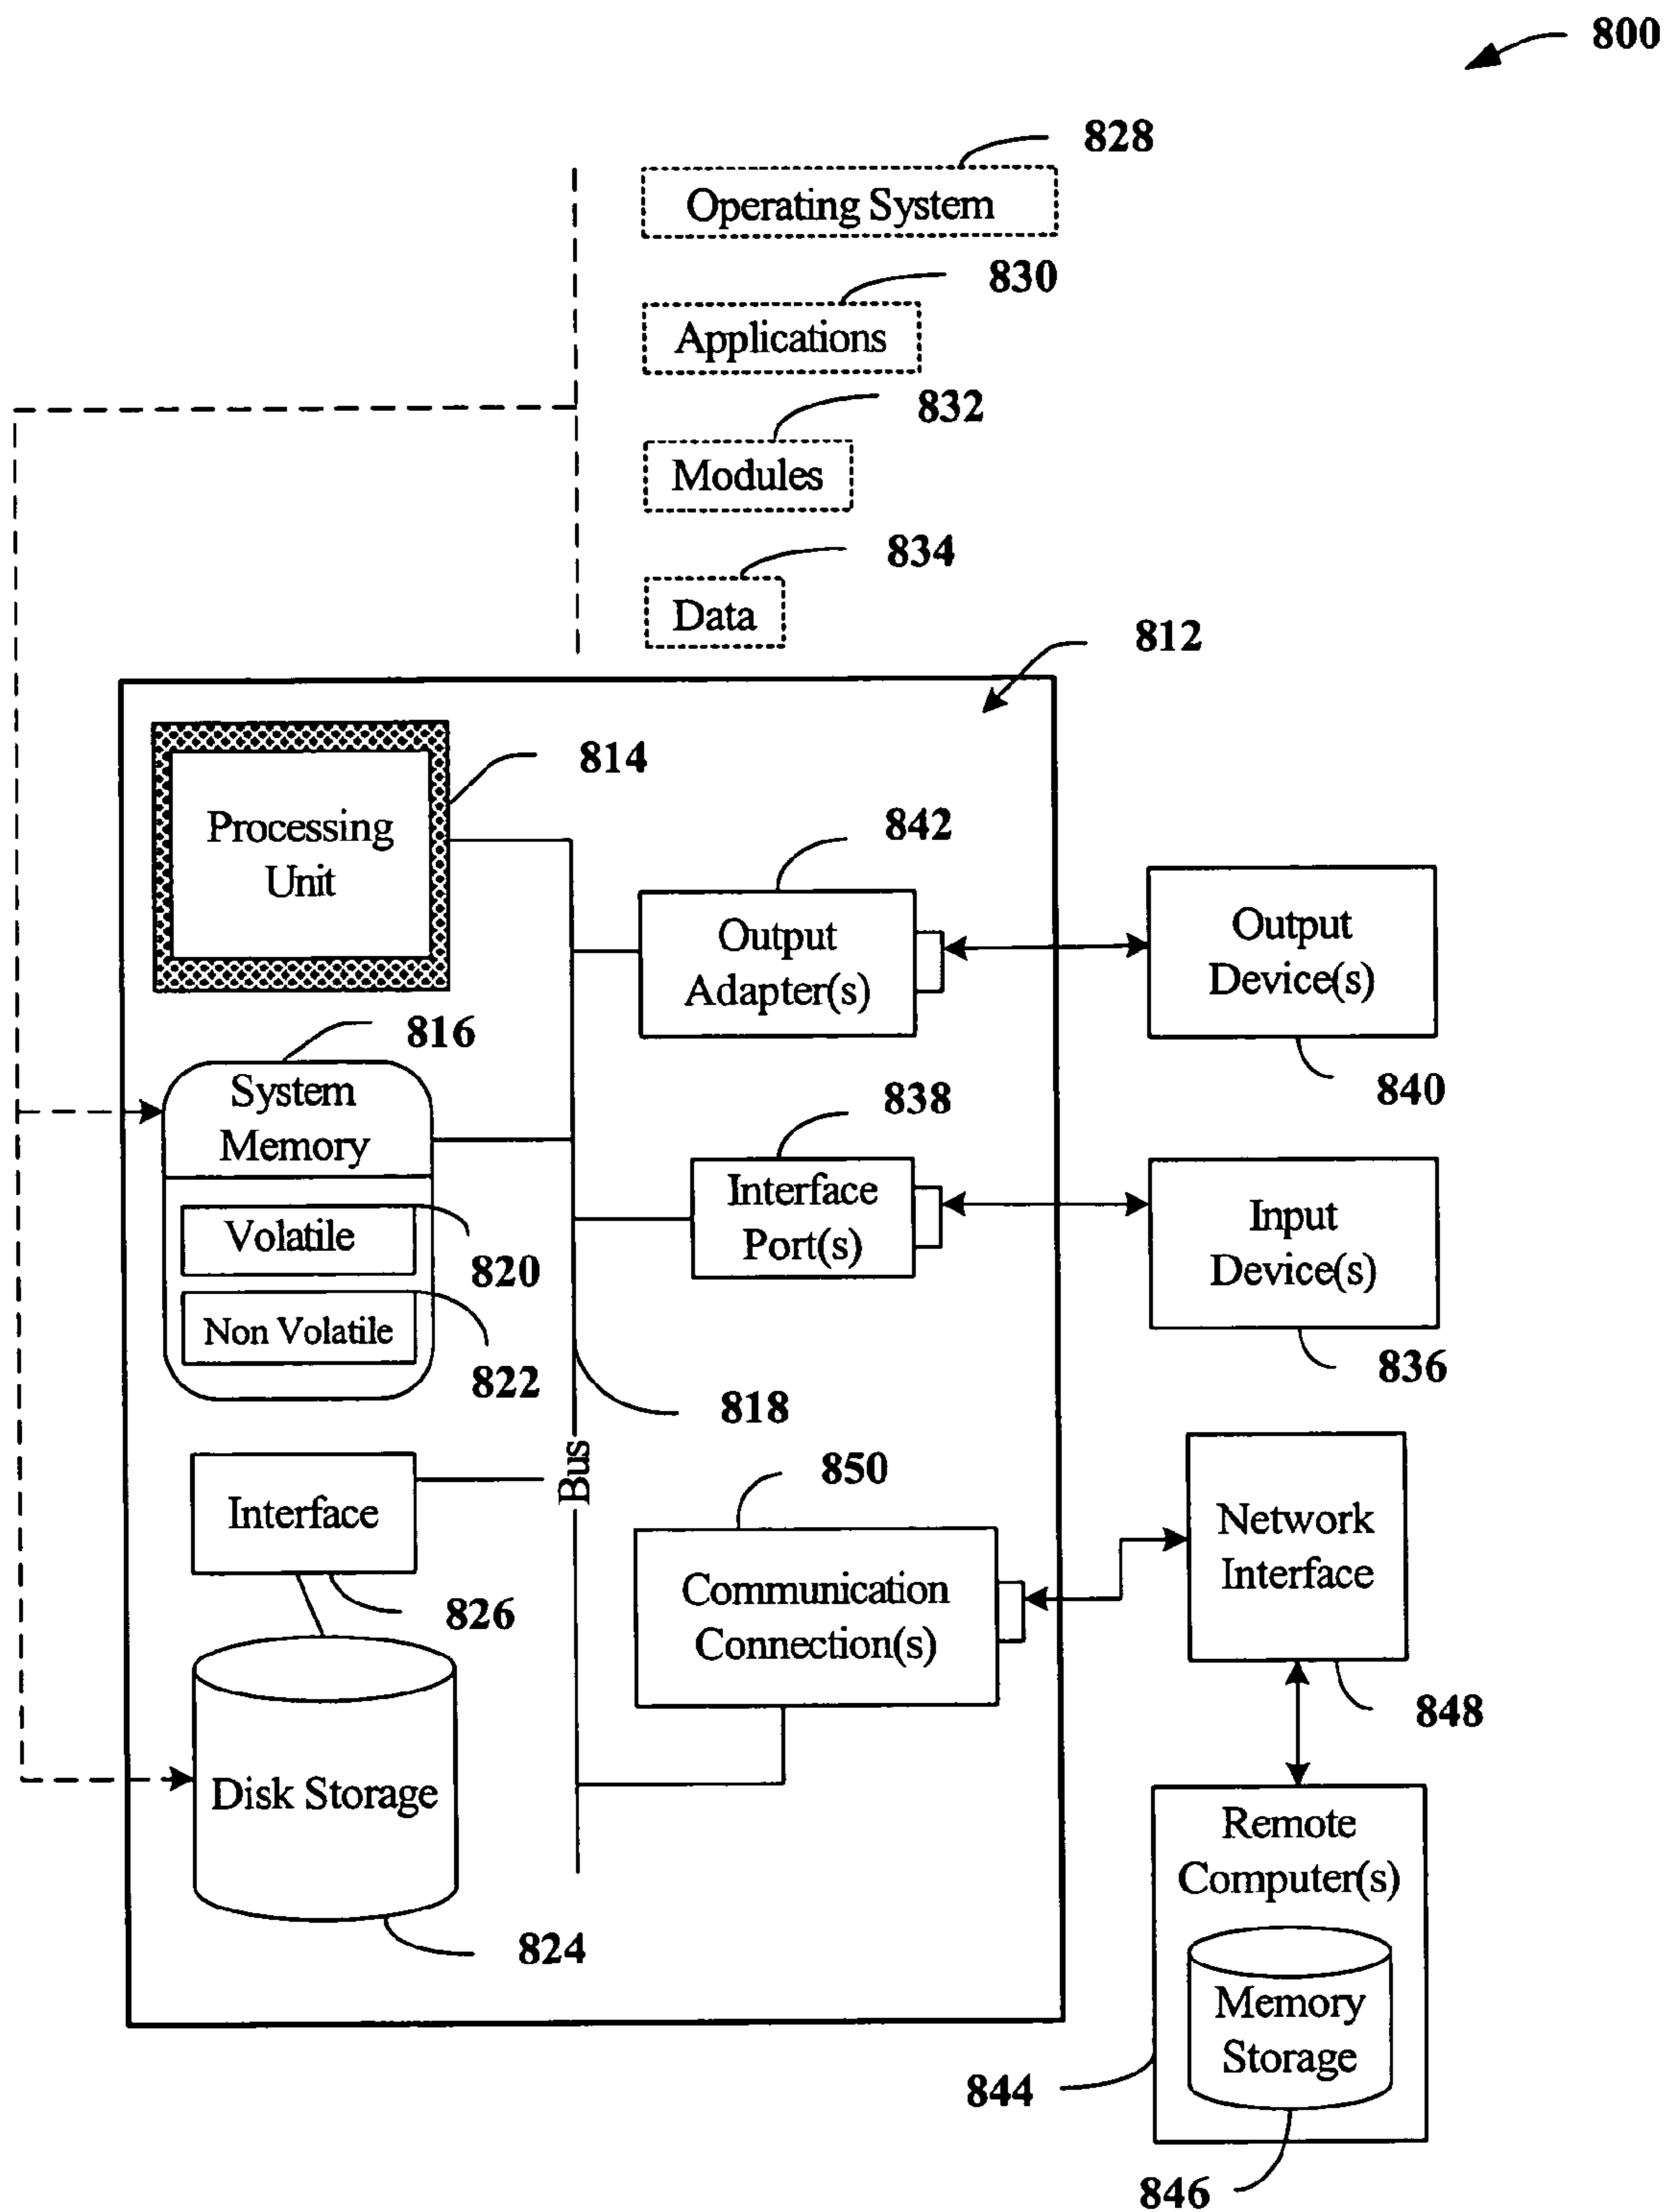 800
828
Operating System
830
Applications
832
Modules
834
Data
812
814
Processing
Unit
842
Output
Adapter(s)
Output
Device(s)
840
816
System
Memory
838
Interface
Port(s)
Input
Device(s)
836
Volatile
820
Non Volatile
822
818
Bus
Interface
826
850
Communication
Connection(s)
Network
Interface
848
Disk Storage
824
Remote
Computer(s)
Memory
Storage
844
846